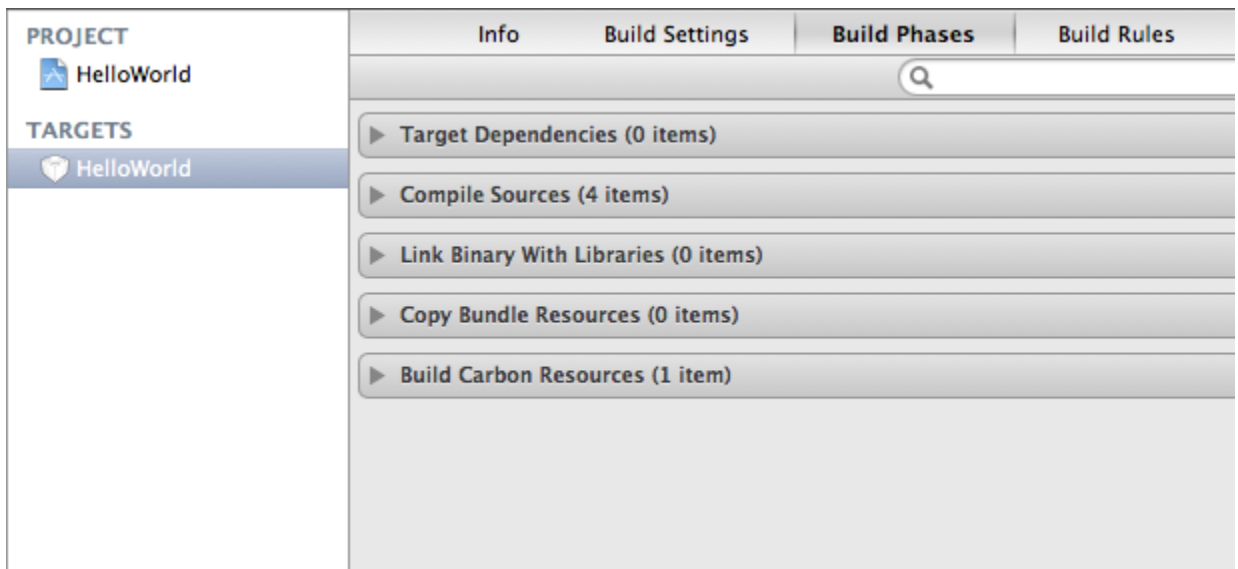 PROJECT
HelloWorld
TARGETS
HelloWorld
Info Build Settings Build Phases Build Rules
Target Dependencies (0 items)
Compile Sources (4 items)
Link Binary With Libraries (0 items)
Copy Bundle Resources (0 items)
Build Carbon Resources (1 item)